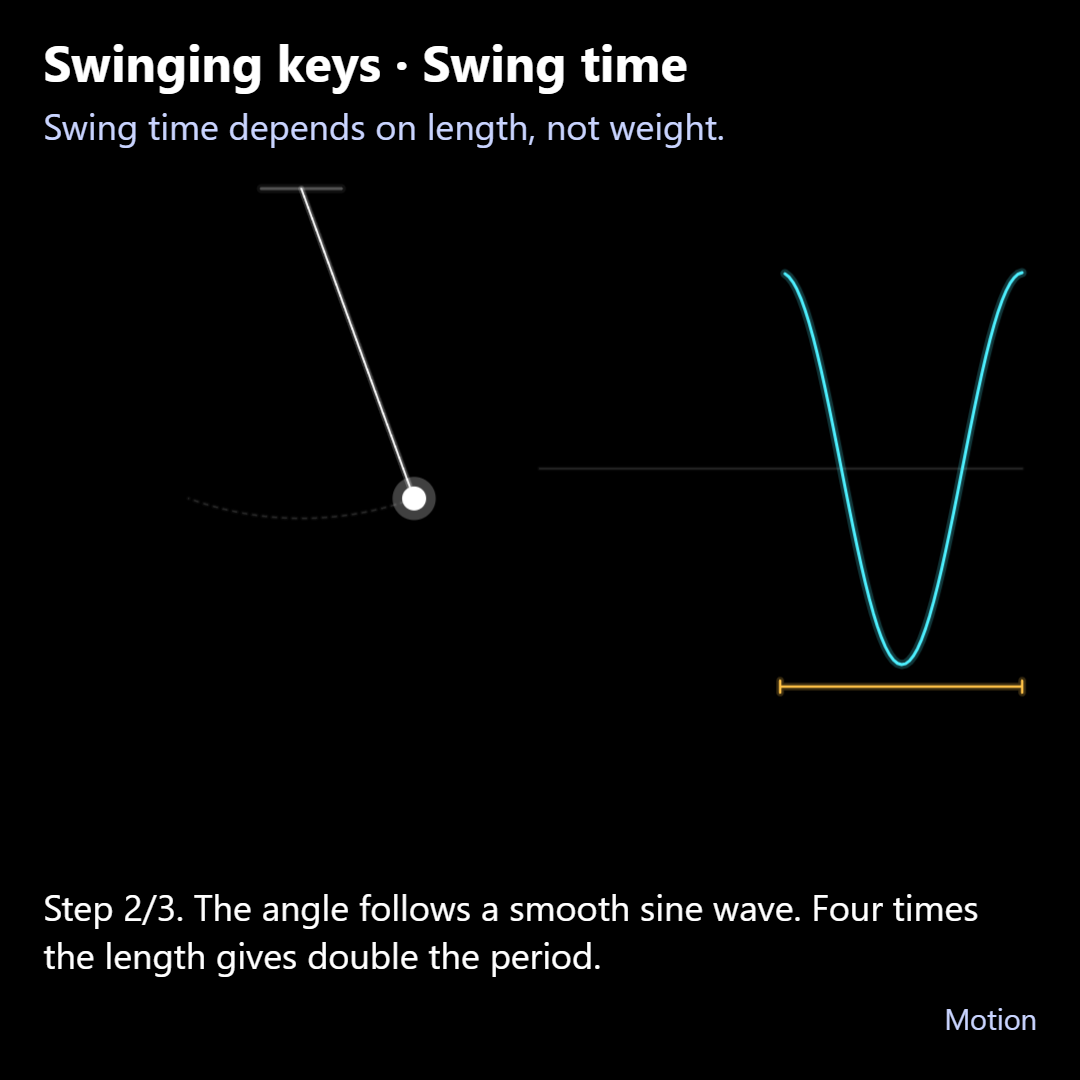 Swinging keys · Swing time
Swing time depends on length, not weight.
Step 2/3. The angle follows a smooth sine wave. Four times
the length gives double the period.
Motion